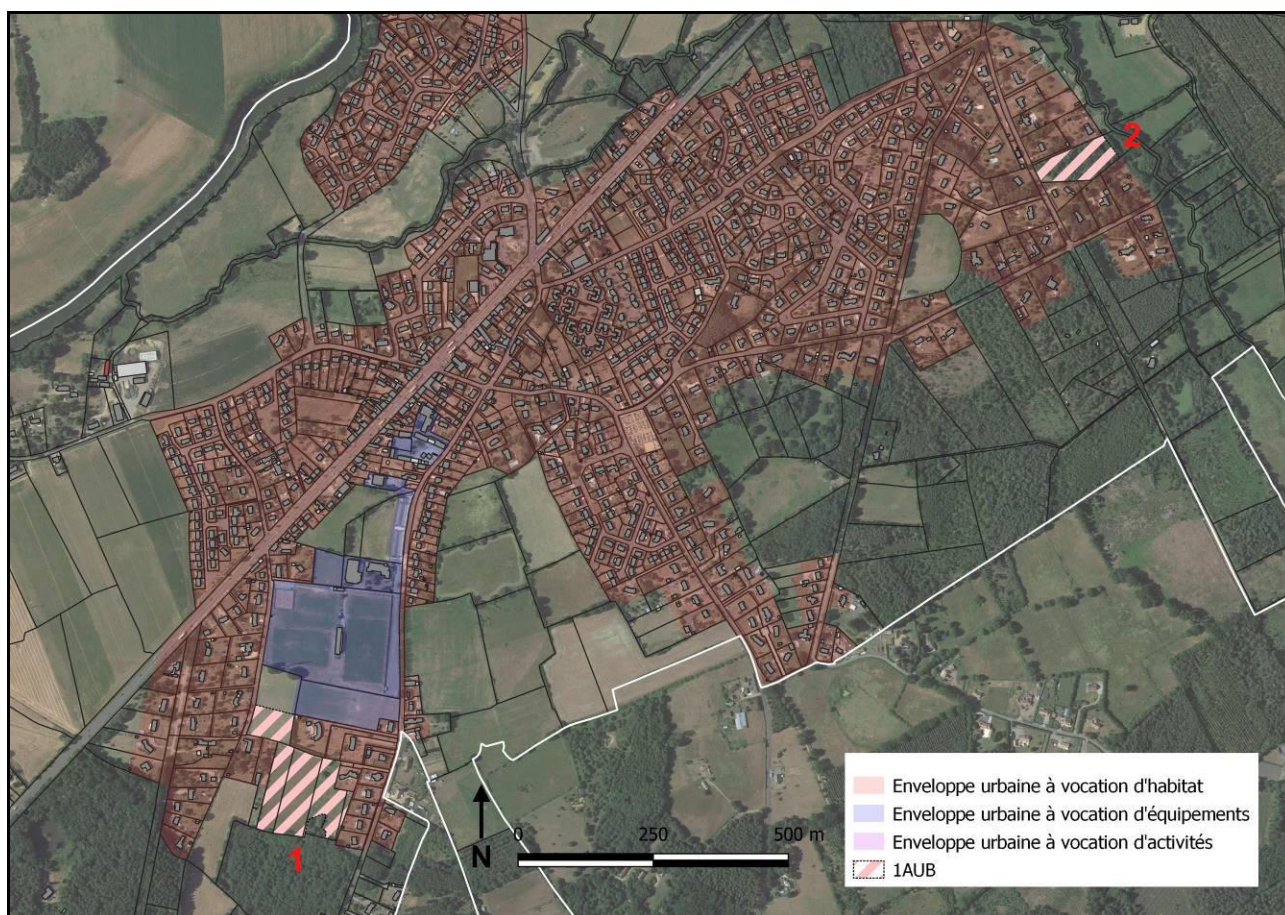 2
1
N
0 250 500 m
Enveloppe urbaine à vocation d'habitat
Enveloppe urbaine à vocation d'équipements
Enveloppe urbaine à vocation d'activités
1AUB